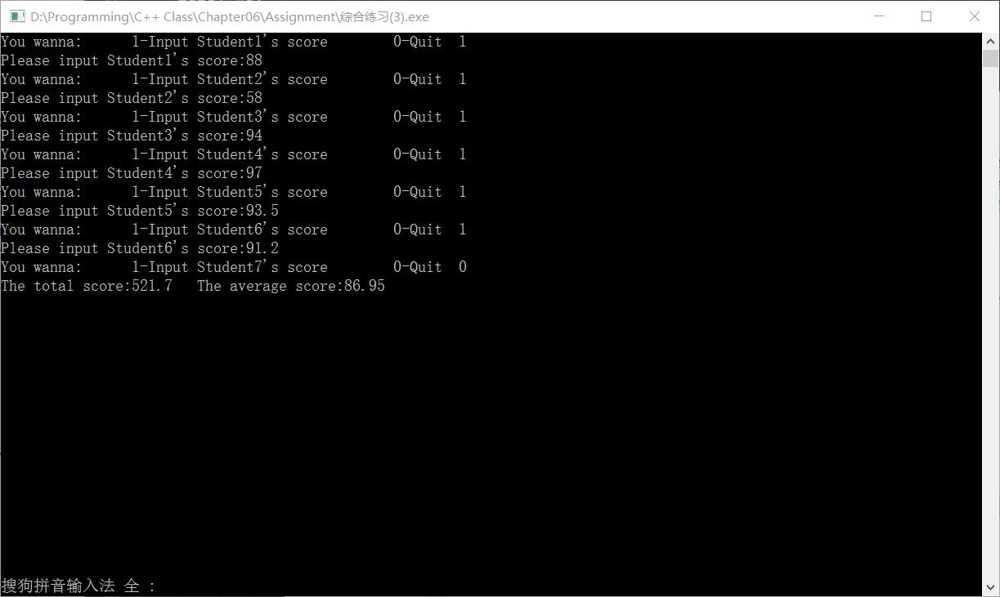 D:\Programming\C++ Class\Chapter06\Assignment\综合练习(3).exe
You wanna:      1-Input Student1's score        0-Quit  1
Please input Student1's score:88
You wanna:      1-Input Student2's score        0-Quit  1
Please input Student2's score:58
You wanna:      1-Input Student3's score        0-Quit  1
Please input Student3's score:94
You wanna:      1-Input Student4's score        0-Quit  1
Please input Student4's score:97
You wanna:      1-Input Student5's score        0-Quit  1
Please input Student5's score:93.5
You wanna:      1-Input Student6's score        0-Quit  1
Please input Student6's score:91.2
You wanna:      1-Input Student7's score        0-Quit  0
The total score:521.7   The average score:86.95
搜狗拼音输入法 全 :